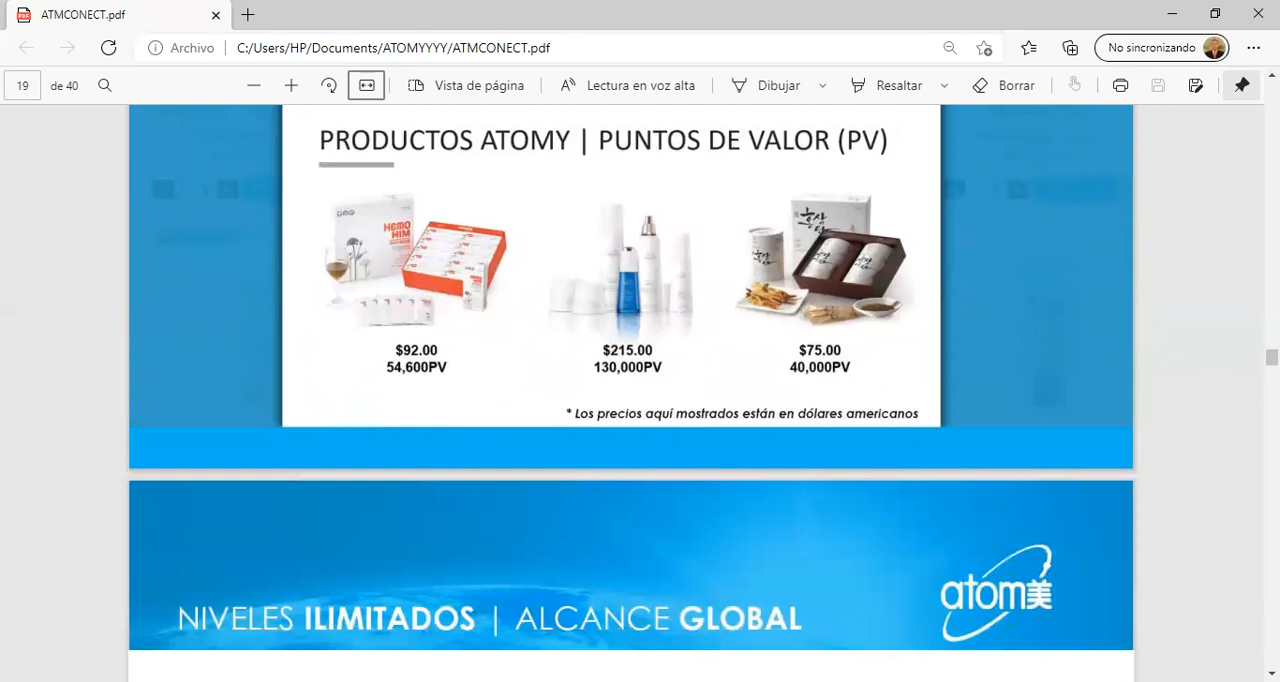 ATMCONECT.pdf
Archivo
C:/Users/HP/Documents/ATOMYYYY/ATMCONECT.pdf
No sincronizando
19
de 40
Vista de página
Lectura en voz alta
Dibujar
Resaltar
Borrar
PRODUCTOS ATOMY | PUNTOS DE VALOR (PV)
HEMO
HIM
홍삼
단
$92.00
54,600PV
$215.00
130,000PV
$75.00
40,000PV
* Los precios aquí mostrados están en dólares americanos
NIVELES ILIMITADOS | ALCANCE GLOBAL
atom美